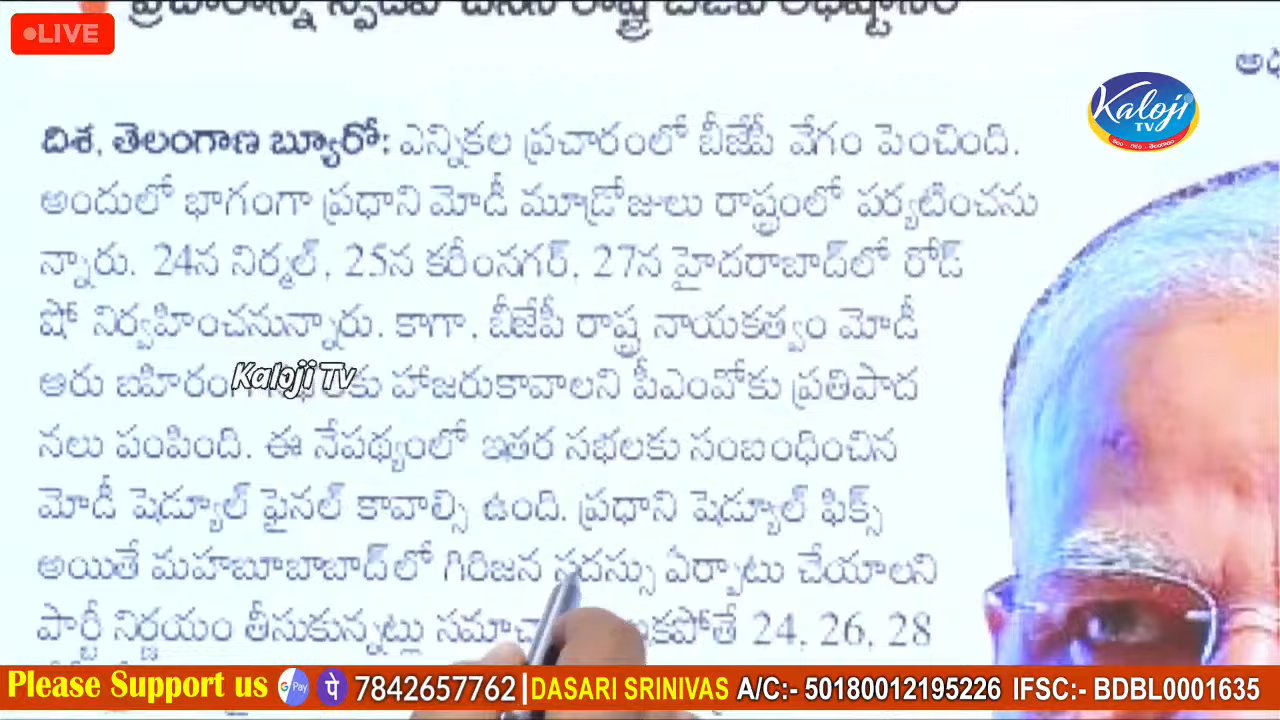 LIVE
Kaloji
TV
దిశ, తెలంగాణ బ్యూరో: ఎన్నికల ప్రచారంలో బీజేపీ వేగం పెంచింది.
అందులో భాగంగా ప్రధాని మోడీ మూడ్రోజులు రాష్ట్రంలో పర్యటించను
న్నారు. 24న నిర్మల్, 25న కరీంనగర్, 27న హైదరాబాద్‌లో రోడ్
షో నిర్వహించనున్నారు. కాగా. బీజేపీ రాష్ట్ర నాయకత్వం మోడీ
ఆరు హాజరుకావాలని పీఎంవోకు ప్రతిపాద
Kaloji Tv
నలు పంపింది. ఈ నేపథ్యంలో ఇతర సభలకు సంబంధించిన
మోడీ షెడ్యూల్ ఫైనల్ కావాల్సి ఉంది. ప్రధాని షెడ్యూల్ ఫిక్స్
అయితే మహబూబాబాద్‌లో గిరిజన సదస్సు ఏర్పాటు చేయాలని
పార్టీ నిర్ణయం తీసుకున్నట్లు 24, 26, 28
Please Support us G Pay पे 7842657762 | DASARI SRINIVAS A/C:- 50180012195226 IFSC:- BDBL0001635